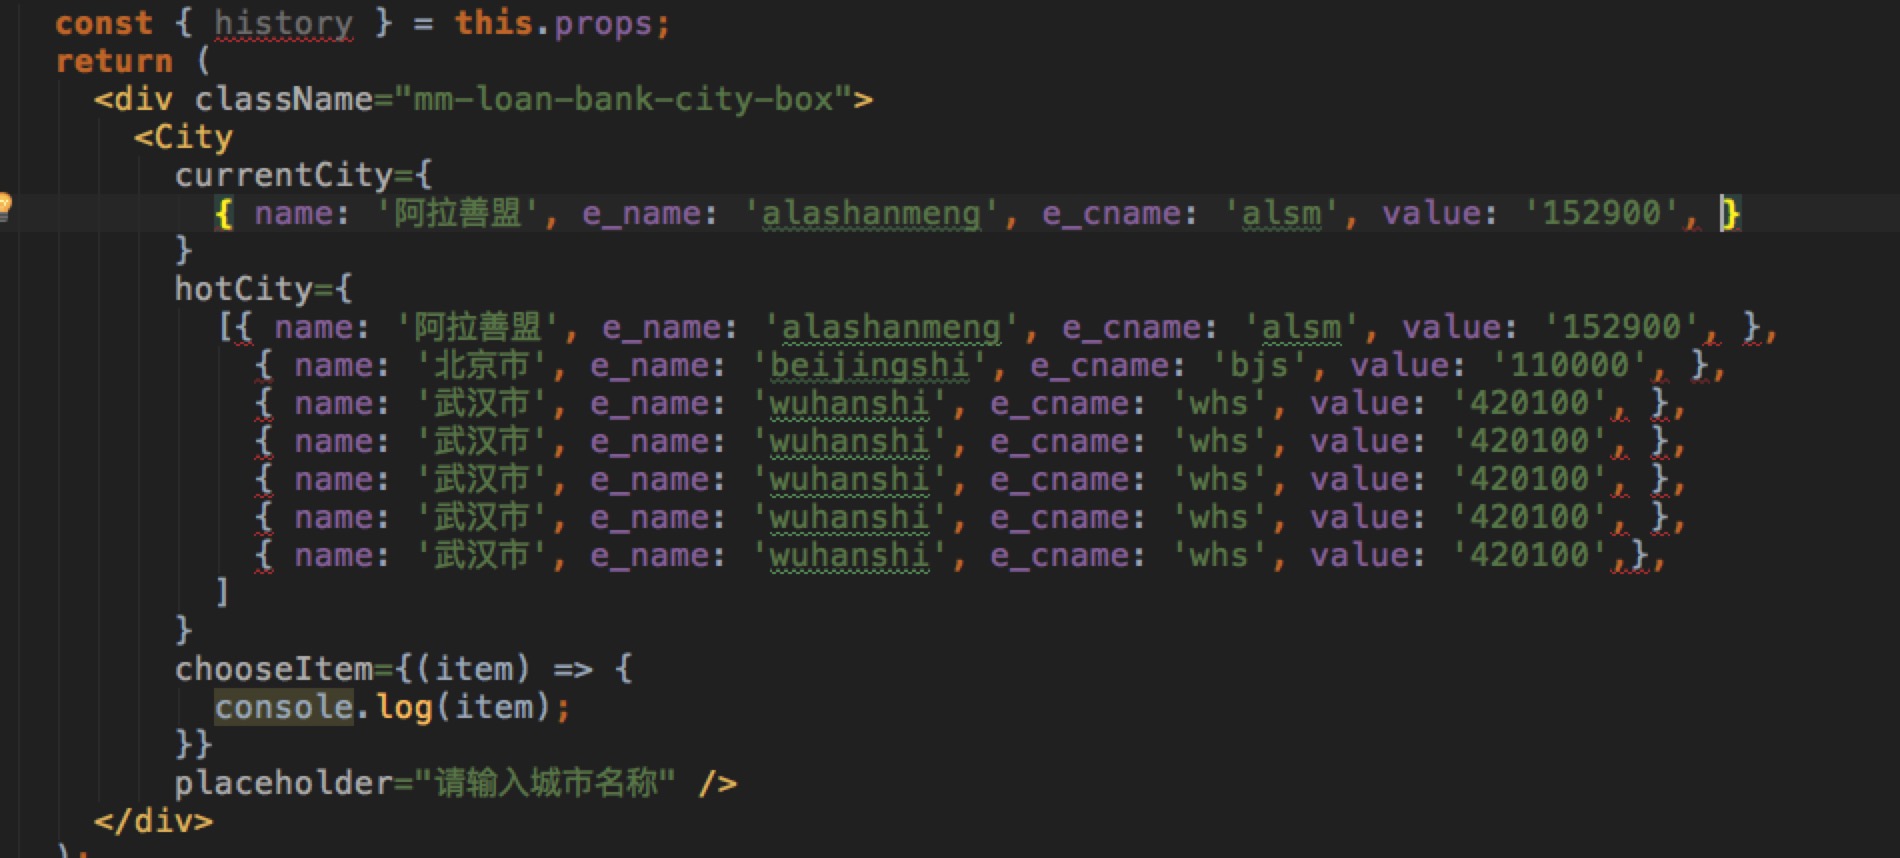 const { history } = this.props;
return (
<div className="mm-loan-bank-city-box">
<City
currentCity={
{ name: '阿拉善盟', e_name: 'alashanmeng', e_cname: 'alsm', value: '152900', }
}
hotCity={
[{ name: '阿拉善盟', e_name: 'alashanmeng', e_cname: 'alsm', value: '152900', },
{ name: '北京市', e_name: 'beijingshi', e_cname: 'bjs', value: '110000', },
{ name: '武汉市', e_name: 'wuhanshi', e_cname: 'whs', value: '420100', },
{ name: '武汉市', e_name: 'wuhanshi', e_cname: 'whs', value: '420100', },
{ name: '武汉市', e_name: 'wuhanshi', e_cname: 'whs', value: '420100', },
{ name: '武汉市', e_name: 'wuhanshi', e_cname: 'whs', value: '420100', },
{ name: '武汉市', e_name: 'wuhanshi', e_cname: 'whs', value: '420100',},
]
}
chooseItem={(item) => {
console.log(item);
}}
placeholder="请输入城市名称" />
</div>
);